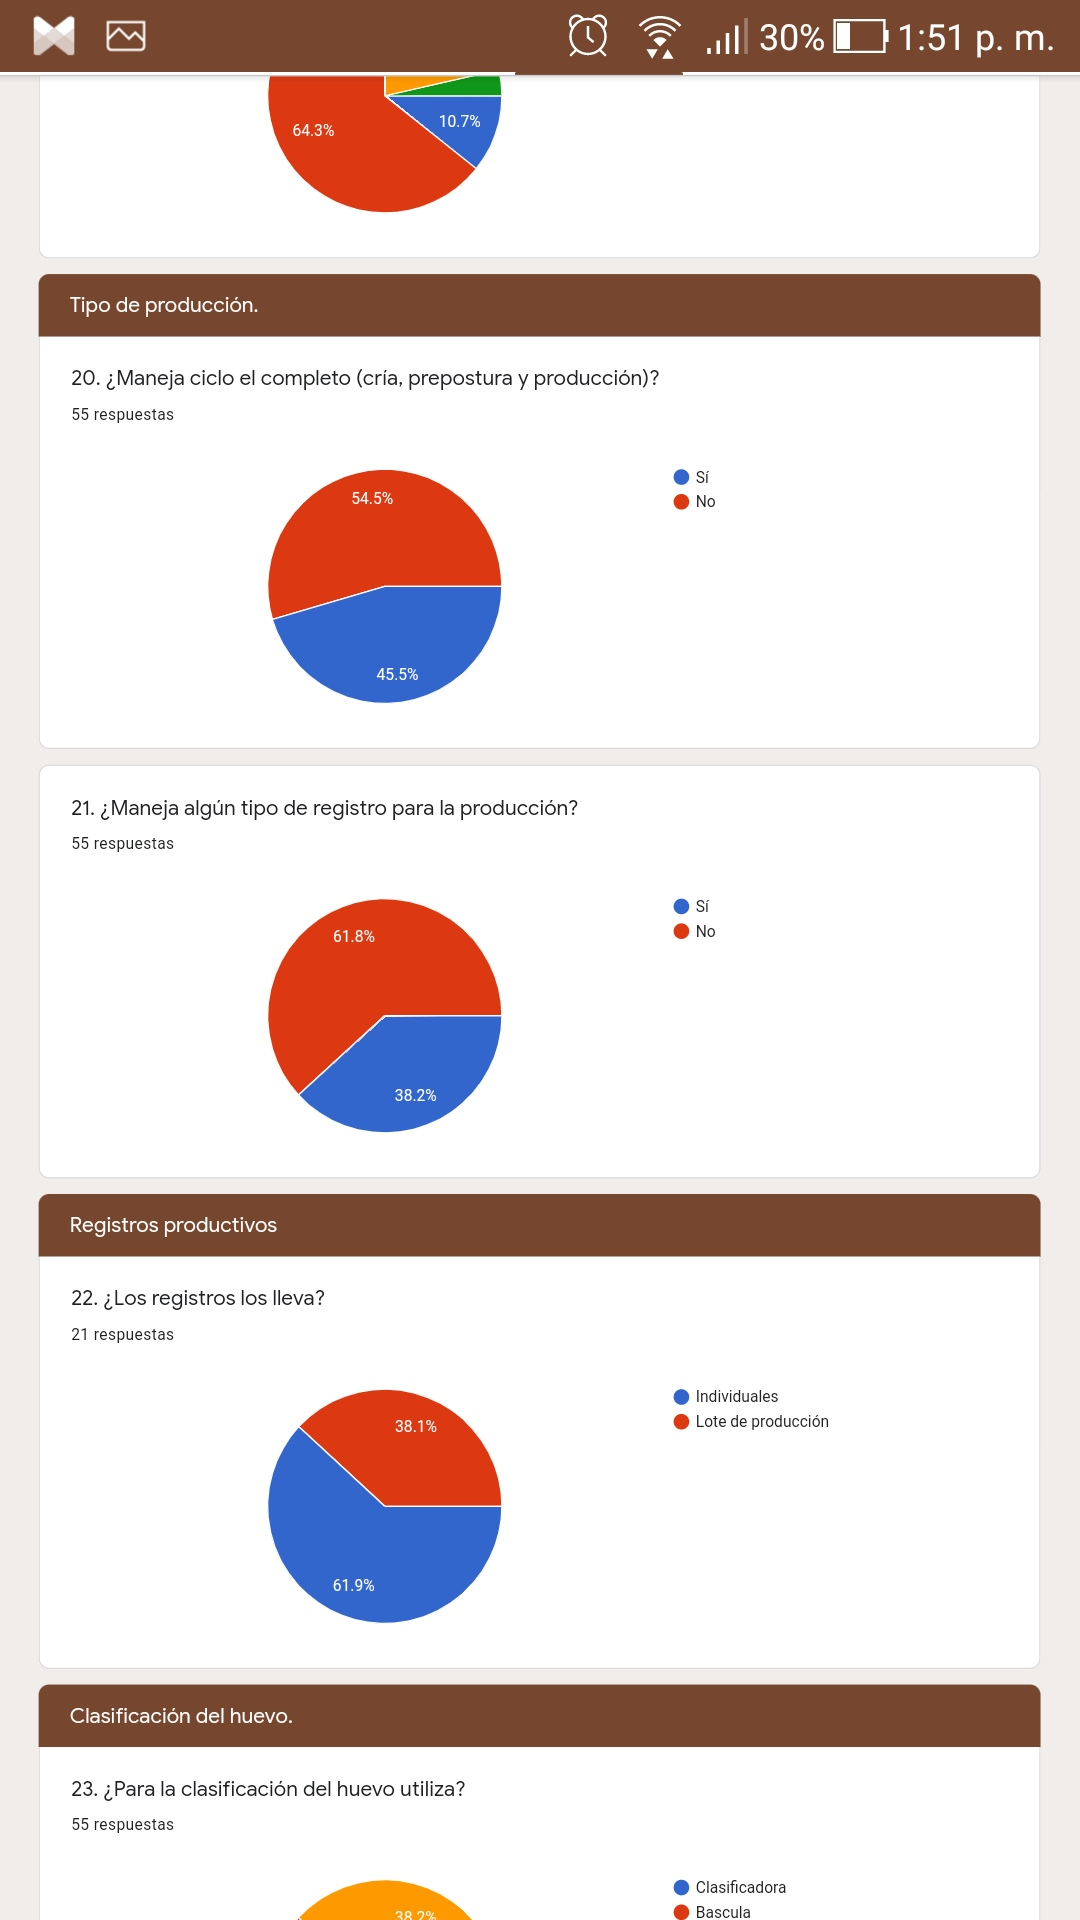 30% 1:51 p. m.
64.3%
10.7%
Tipo de producción.
20. ¿Maneja ciclo el completo (cría, prepostura y producción)?
55 respuestas
54.5%
45.5%
Sí
No
21. ¿Maneja algún tipo de registro para la producción?
55 respuestas
61.8%
38.2%
Sí
No
Registros productivos
22. ¿Los registros los lleva?
21 respuestas
38.1%
61.9%
Individuales
Lote de producción
Clasificación del huevo.
23. ¿Para la clasificación del huevo utiliza?
55 respuestas
38.2%
Clasificadora
Bascula